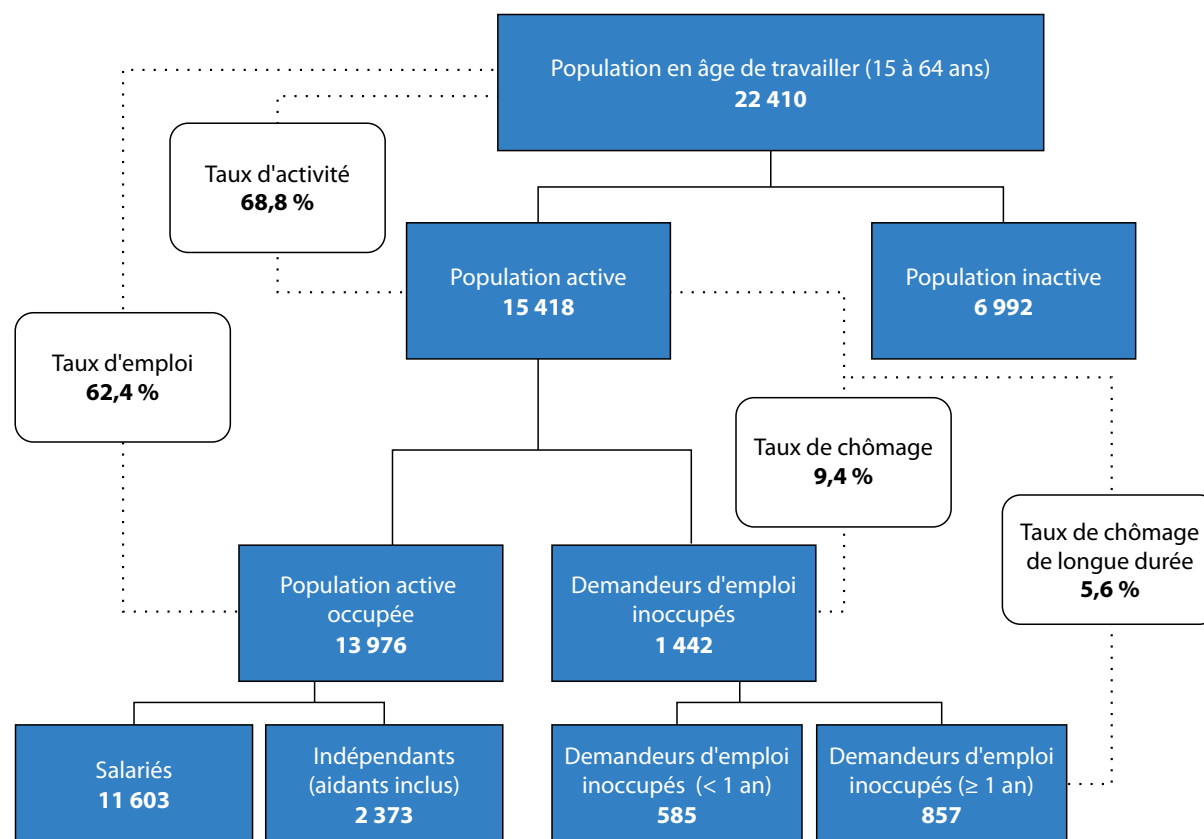 Population en âge de travailler (15 à 64 ans)
22 410
Taux d'activité
68,8 %
Population active
15 418
Population inactive
6 992
Taux d'emploi
62,4 %
Taux de chômage
9,4 %
Taux de chômage
de longue durée
5,6 %
Population active
occupée
13 976
Demandeurs d'emploi
inoccupés
1 442
Salariés
11 603
Indépendants
(aidants inclus)
2 373
Demandeurs d'emploi
inoccupés (< 1 an)
585
Demandeurs d'emploi
inoccupés (≥ 1 an)
857